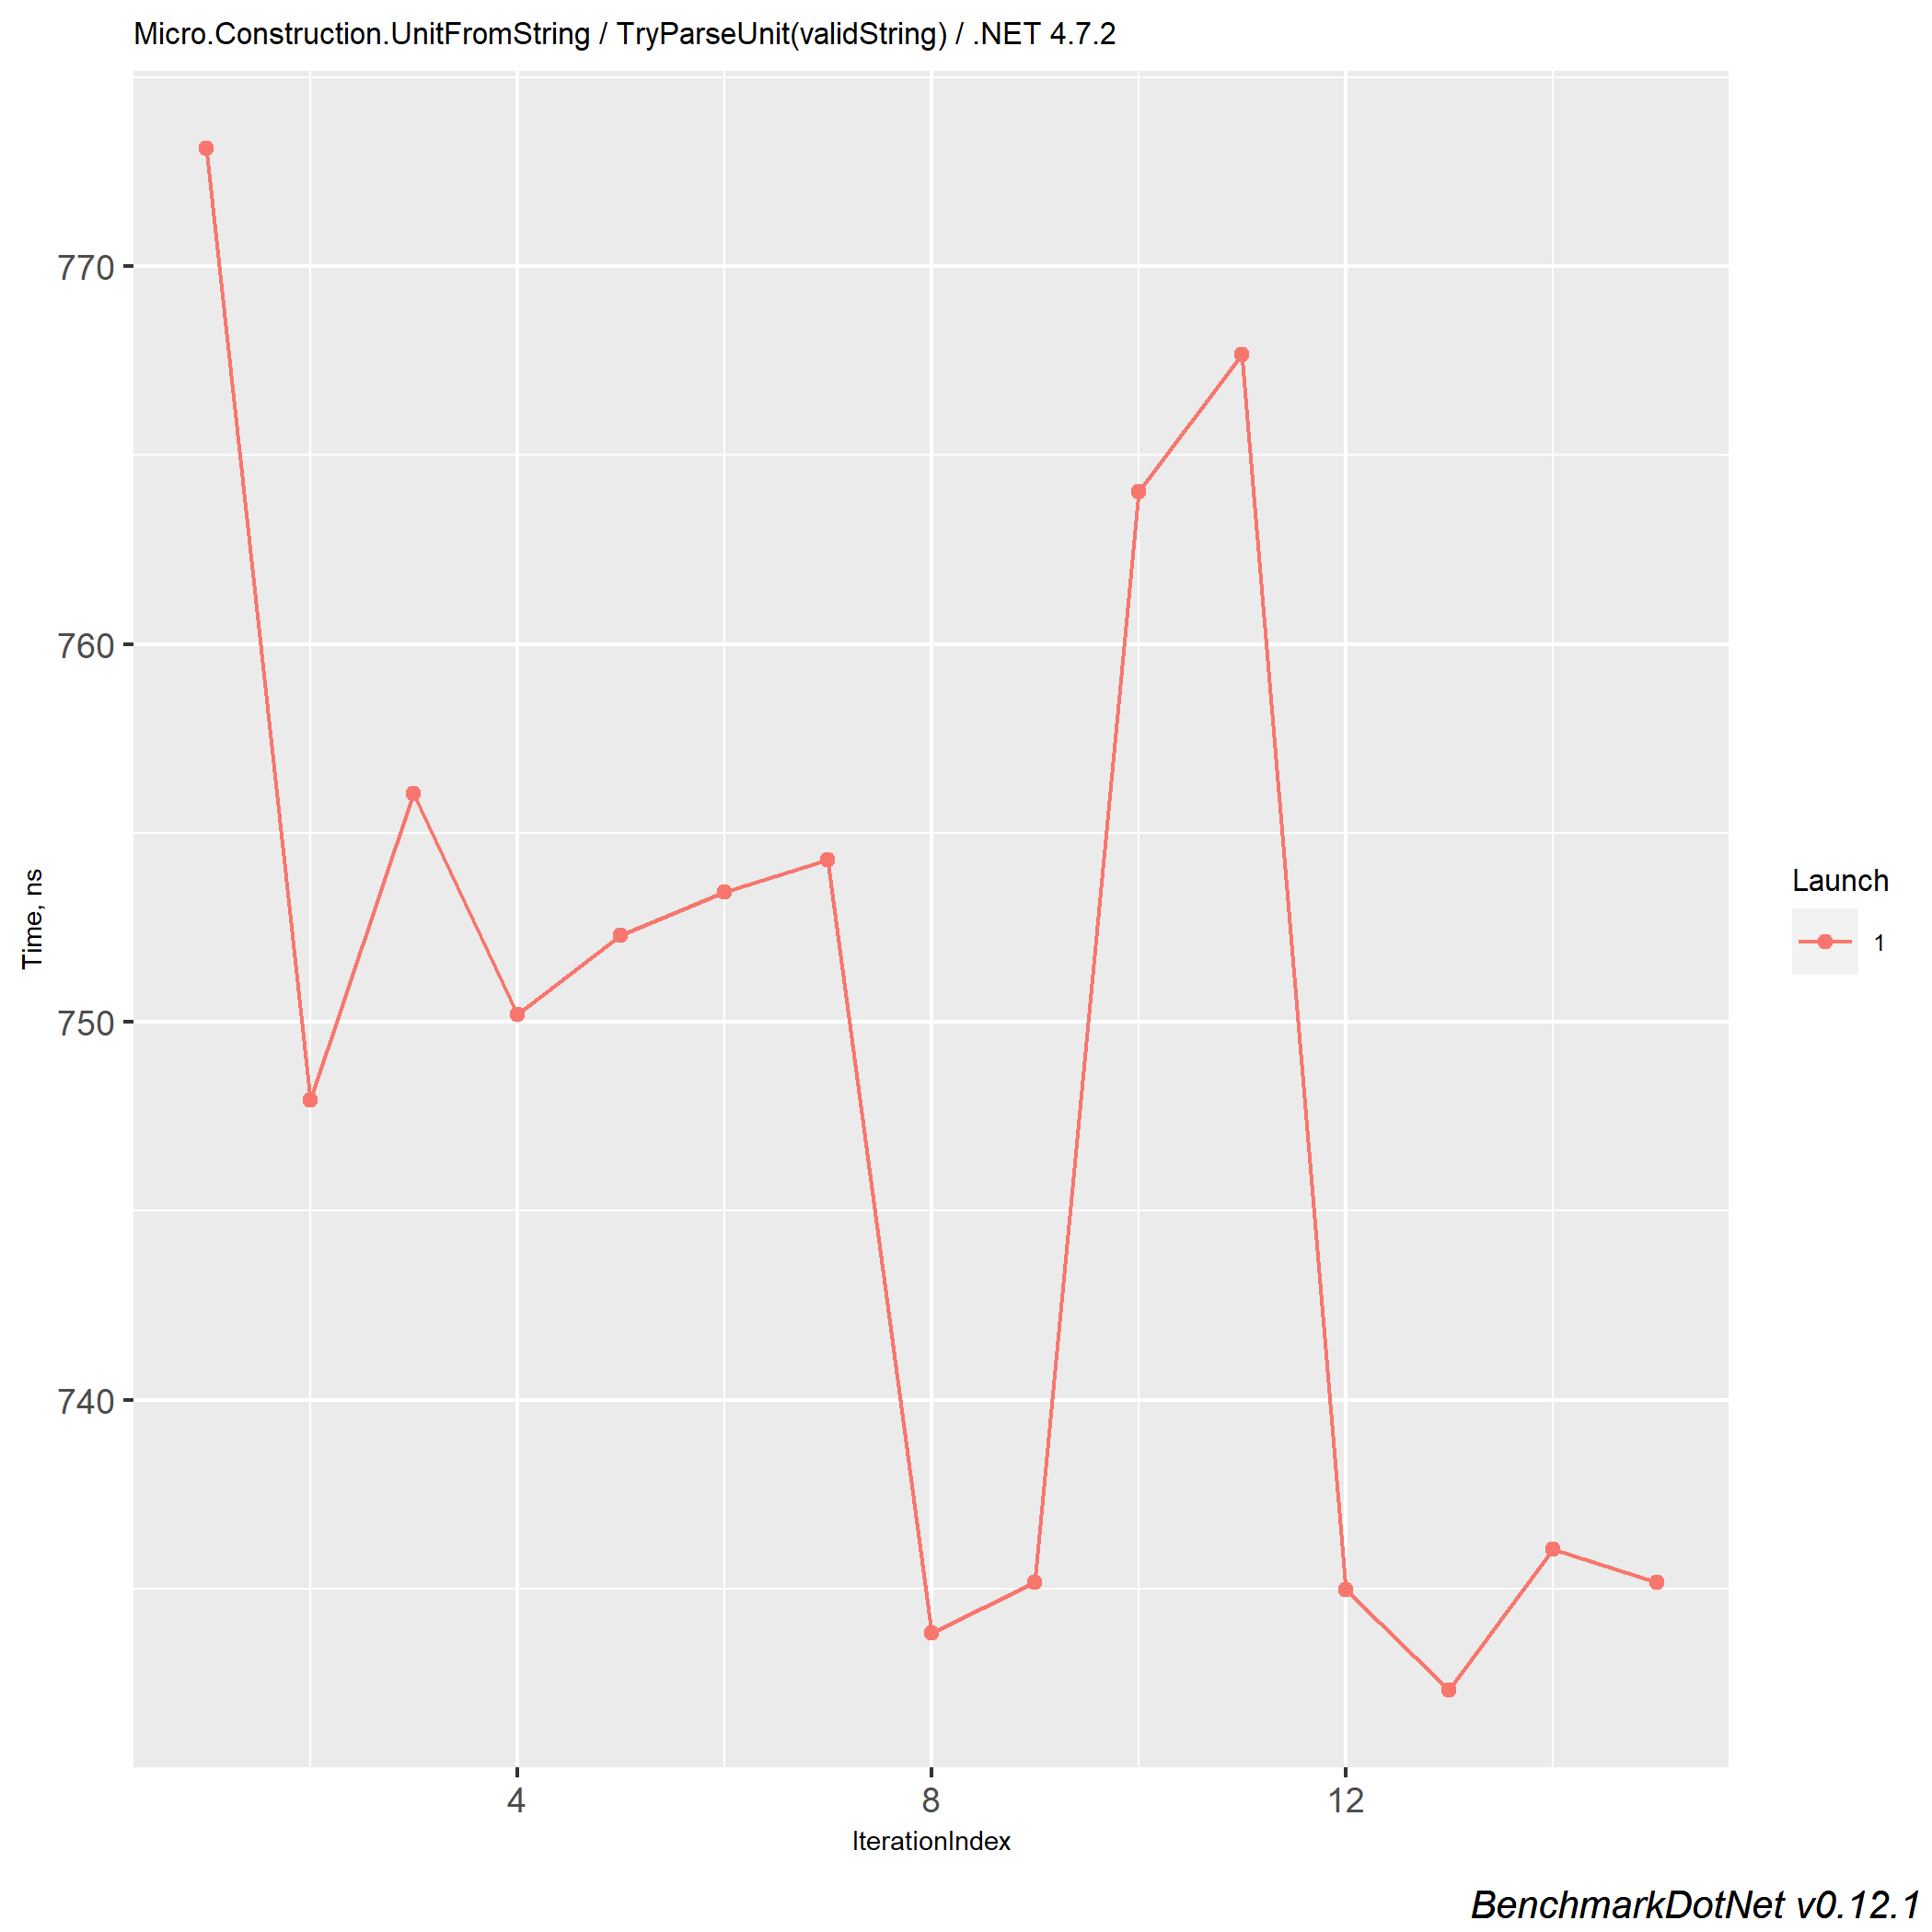 Micro.Construction.UnitFromString / TryParseUnit(validString) / .NET 4.7.2
770
760
750
740
Time, ns
4 8 12
IterationIndex
Launch
1
BenchmarkDotNet v0.12.1